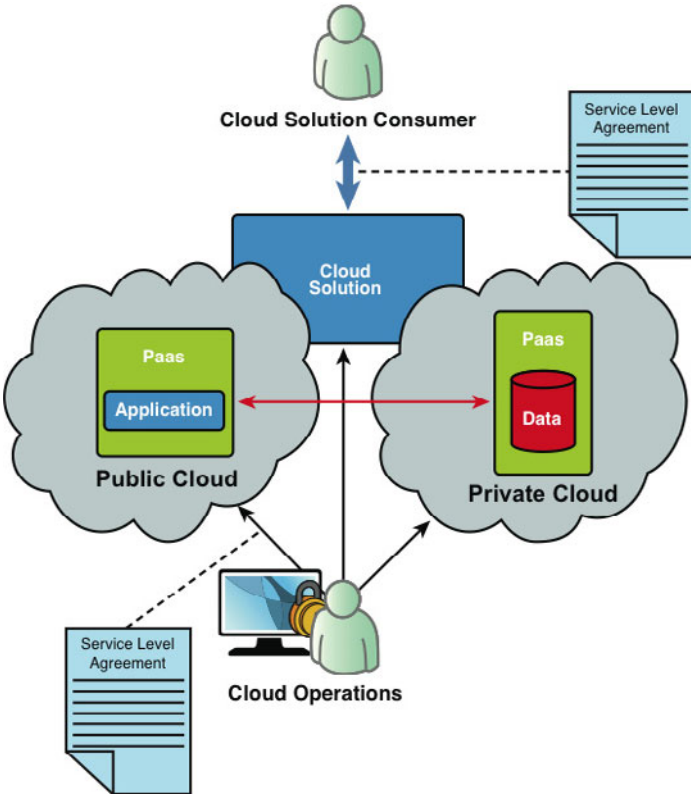 Cloud Solution Consumer
Service Level
Agreement
Cloud
Solution
Paas
Application
Public Cloud
Paas
Data
Private Cloud
Service Level
Agreement
Cloud Operations